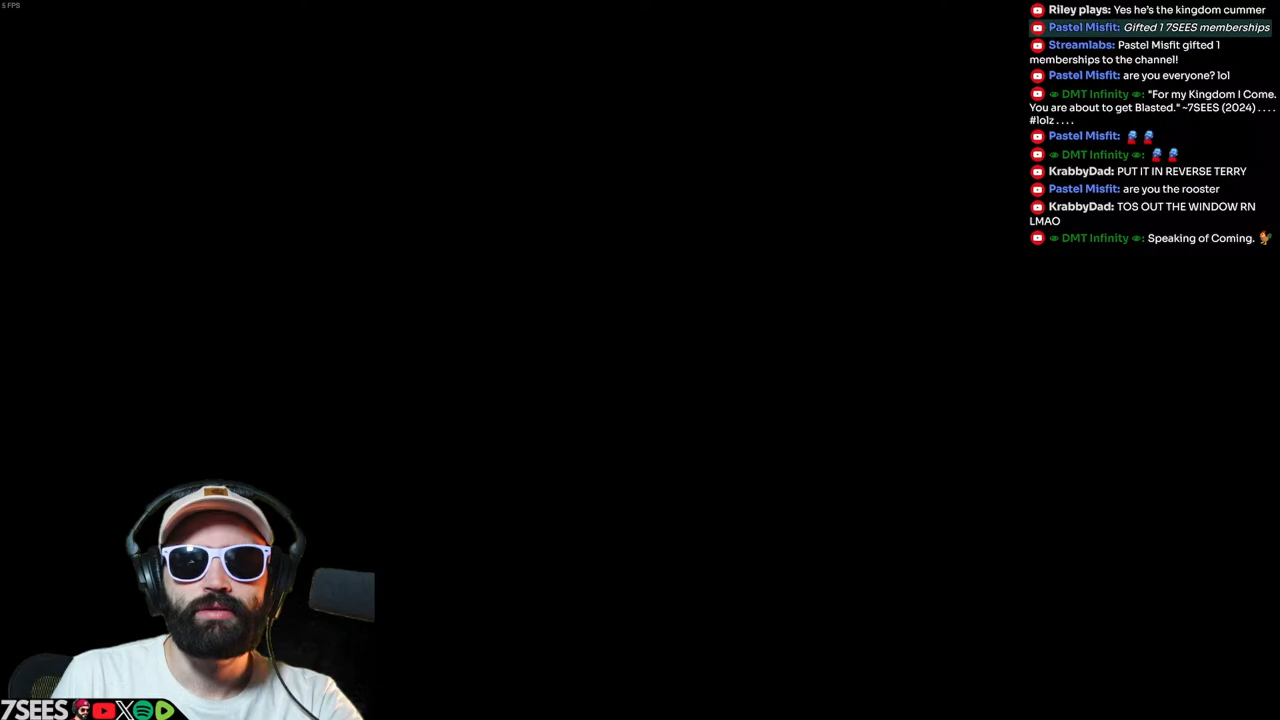 5 FPS
Riley plays: Yes he's the kingdom cummer
Pastel Misfit: Gifted 1 7SEES memberships
Streamlabs: Pastel Misfit gifted 1
memberships to the channel!
Pastel Misfit: are you everyone? lol
DMT Infinity : "For my Kingdom I Come.
You are about to get Blasted." ~7SEES (2024) . . . .
#lolz . . . .
Pastel Misfit:
DMT Infinity :
KrabbyDad: PUT IT IN REVERSE TERRY
Pastel Misfit: are you the rooster
KrabbyDad: TOS OUT THE WINDOW RN
LMAO
DMT Infinity : Speaking of Coming.
7SEES